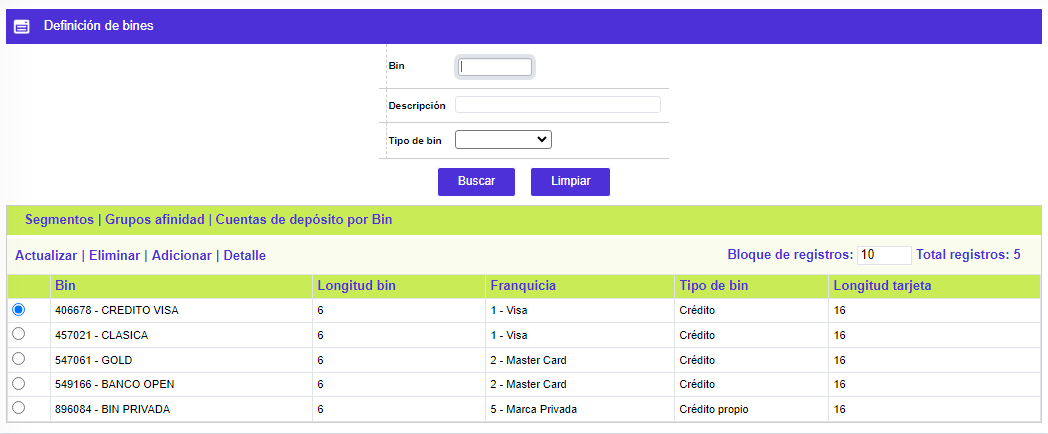 Definición de bines
Bin
Descripción
Tipo de bin
Buscar Limpiar
Segmentos | Grupos afinidad | Cuentas de depósito por Bin
Actualizar | Eliminar | Adicionar | Detalle Bloque de registros: 10 Total registros: 5
Bin Longitud bin Franquicia Tipo de bin Longitud tarjeta
406678 - CREDITO VISA 6 1 - Visa Crédito 16
457021 - CLASICA 6 1 - Visa Crédito 16
547061 - GOLD 6 2 - Master Card Crédito 16
549166 - BANCO OPEN 6 2 - Master Card Crédito 16
896084 - BIN PRIVADA 6 5 - Marca Privada Crédito propio 16